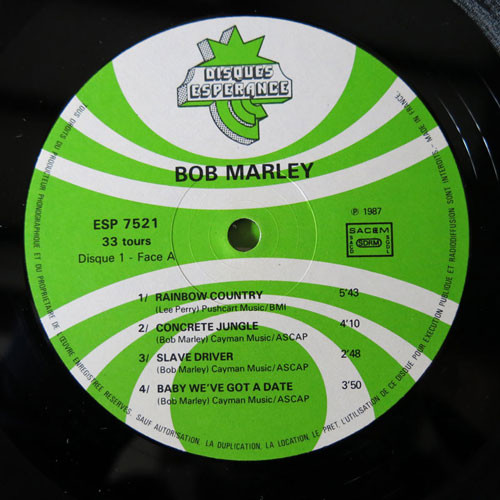 DISQUES
ESPERANCE
BOB MARLEY
ESP 7521
33 tours
Disque 1 - Face A
℗ 1987
SACEM
SACD SDRM SGDL
1/ RAINBOW COUNTRY 5'43
(Lee Perry) Pushcart Music/BMI
2/ CONCRETE JUNGLE 4'10
(Bob Marley) Cayman Music/ASCAP
3/ SLAVE DRIVER 2'48
(Bob Marley) Cayman Music/ASCAP
4/ BABY WE'VE GOT A DATE 3'50
(Bob Marley) Cayman Music/ASCAP
TOUS DROITS DU PRODUCTEUR PHONOGRAPHIQUE ET DU PROPRIETAIRE DE L'ŒUVRE ENREGISTREE RESERVES. SAUF AUTORISATION, LA DUPLICATION, LA LOCATION, LE PRET, L'UTILISATION DE CE DISQUE POUR EXECUTION PUBLIQUE ET RADIODIFFUSION SONT INTERDITS - MADE IN FRANCE.